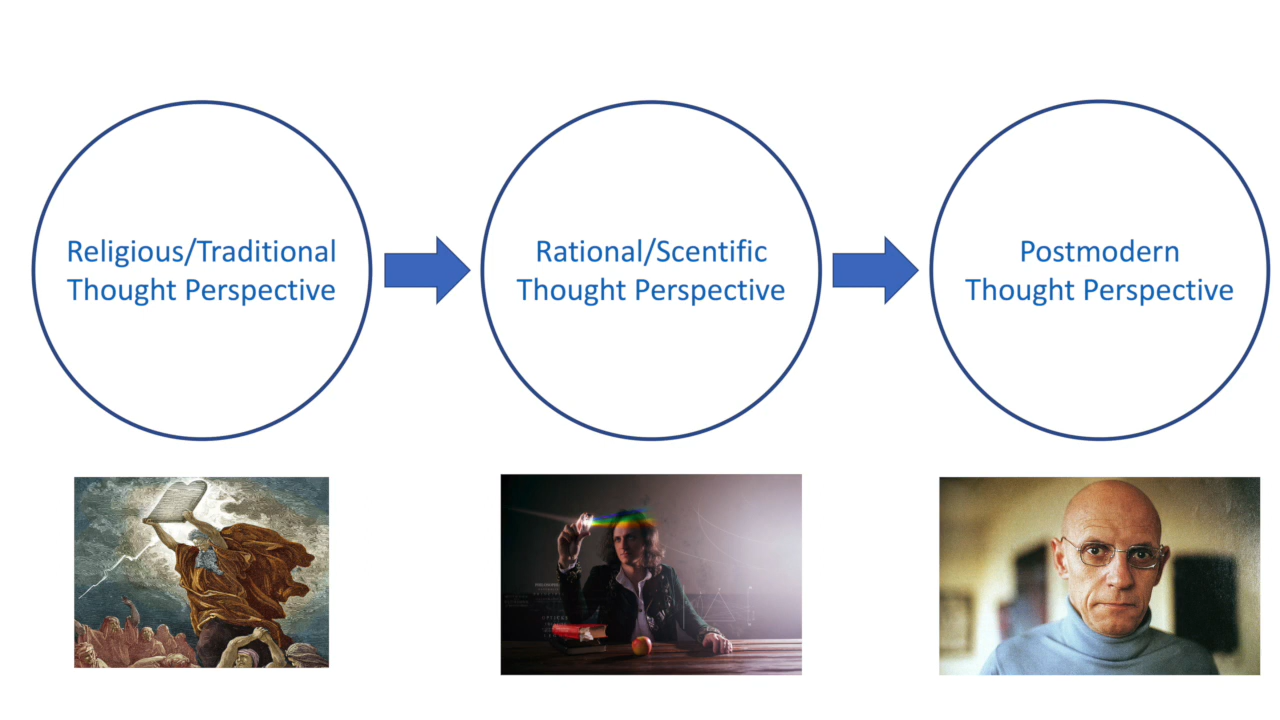 Religious/Traditional
Thought Perspective
Rational/Scentific
Thought Perspective
Postmodern
Thought Perspective